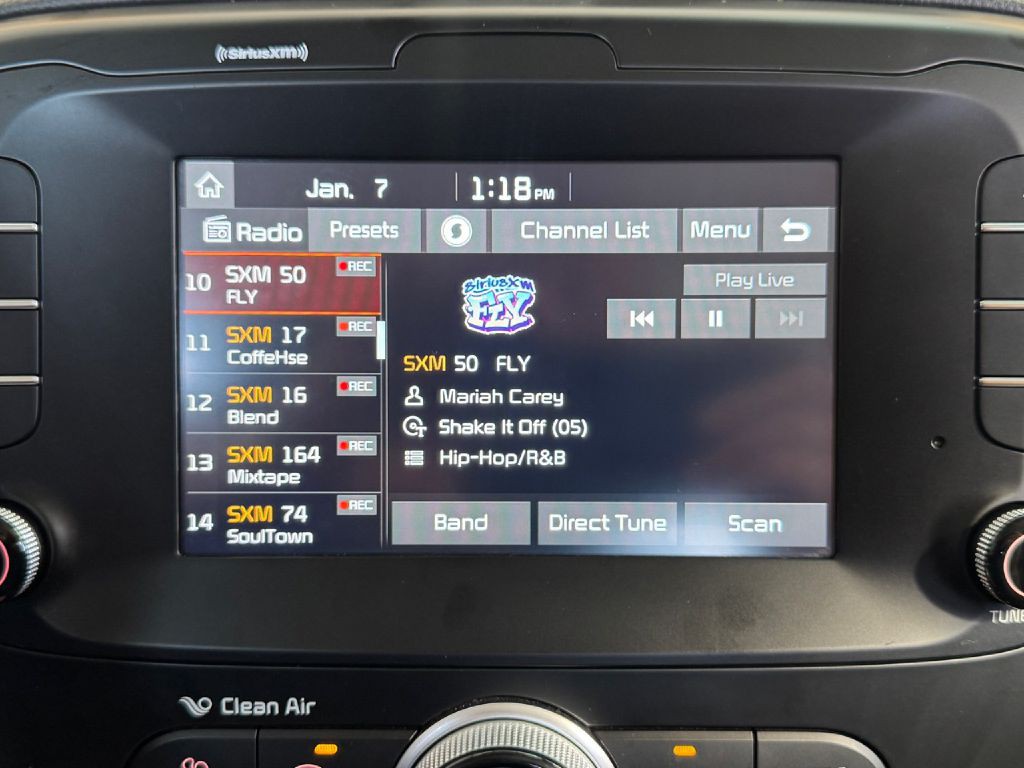 ((SiriusXM))
Jan. 7 1:18 PM
Radio Presets Channel List Menu
10 SXM 50 REC
FLY
11 SXM 17 REC
CoffeHse
12 SXM 16 REC
Blend
13 SXM 164 REC
Mixtape
14 SXM 74 REC
SoulTown
SiriusXM
FLY
Play Live
SXM 50 FLY
Mariah Carey
Shake It Off (05)
Hip-Hop/R&B
Band Direct Tune Scan
TUNE
Clean Air